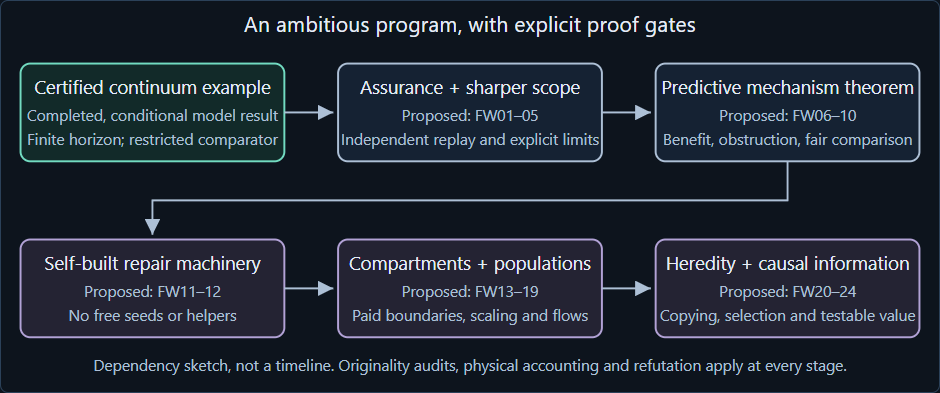 An ambitious program, with explicit proof gates
Certified continuum example
Completed, conditional model result
Finite horizon; restricted comparator
Assurance + sharper scope
Proposed: FW01–05
Independent replay and explicit limits
Predictive mechanism theorem
Proposed: FW06–10
Benefit, obstruction, fair comparison
Self-built repair machinery
Proposed: FW11–12
No free seeds or helpers
Compartments + populations
Proposed: FW13–19
Paid boundaries, scaling and flows
Heredity + causal information
Proposed: FW20–24
Copying, selection and testable value
Dependency sketch, not a timeline. Originality audits, physical accounting and refutation apply at every stage.